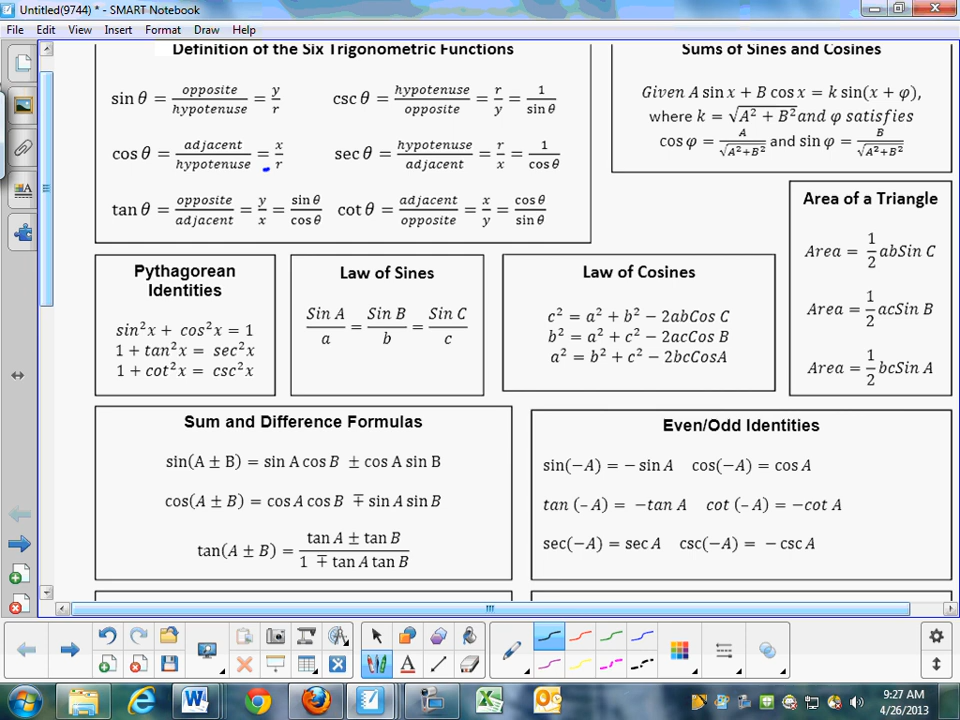 Untitled(9744) * - SMART Notebook
File Edit View Insert Format Draw Help
Definition of the Six Trigonometric Functions
sin θ = opposite/hypotenuse = y/r csc θ = hypotenuse/opposite = r/y = 1/sin θ
cos θ = adjacent/hypotenuse = x/r sec θ = hypotenuse/adjacent = r/x = 1/cos θ
tan θ = opposite/adjacent = y/x = sin θ/cos θ cot θ = adjacent/opposite = x/y = cos θ/sin θ
Sums of Sines and Cosines
Given A sin x + B cos x = k sin(x + φ),
where k = √(A² + B²) and φ satisfies
cos φ = A/√(A²+B²) and sin φ = B/√(A²+B²)
Area of a Triangle
Area = 1/2 abSin C
Area = 1/2 acSin B
Area = 1/2 bcSin A
Pythagorean
Identities
sin²x + cos²x = 1
1 + tan²x = sec²x
1 + cot²x = csc²x
Law of Sines
Sin A/a = Sin B/b = Sin C/c
Law of Cosines
c² = a² + b² − 2abCos C
b² = a² + c² − 2acCos B
a² = b² + c² − 2bcCosA
Sum and Difference Formulas
sin(A ± B) = sin A cos B ± cos A sin B
cos(A ± B) = cos A cos B ∓ sin A sin B
tan(A ± B) = (tan A ± tan B)/(1 ∓ tan A tan B)
Even/Odd Identities
sin(−A) = − sin A cos(−A) = cos A
tan (−A) = −tan A cot (−A) = −cot A
sec(−A) = sec A csc(−A) = − csc A
9:27 AM
4/26/2013